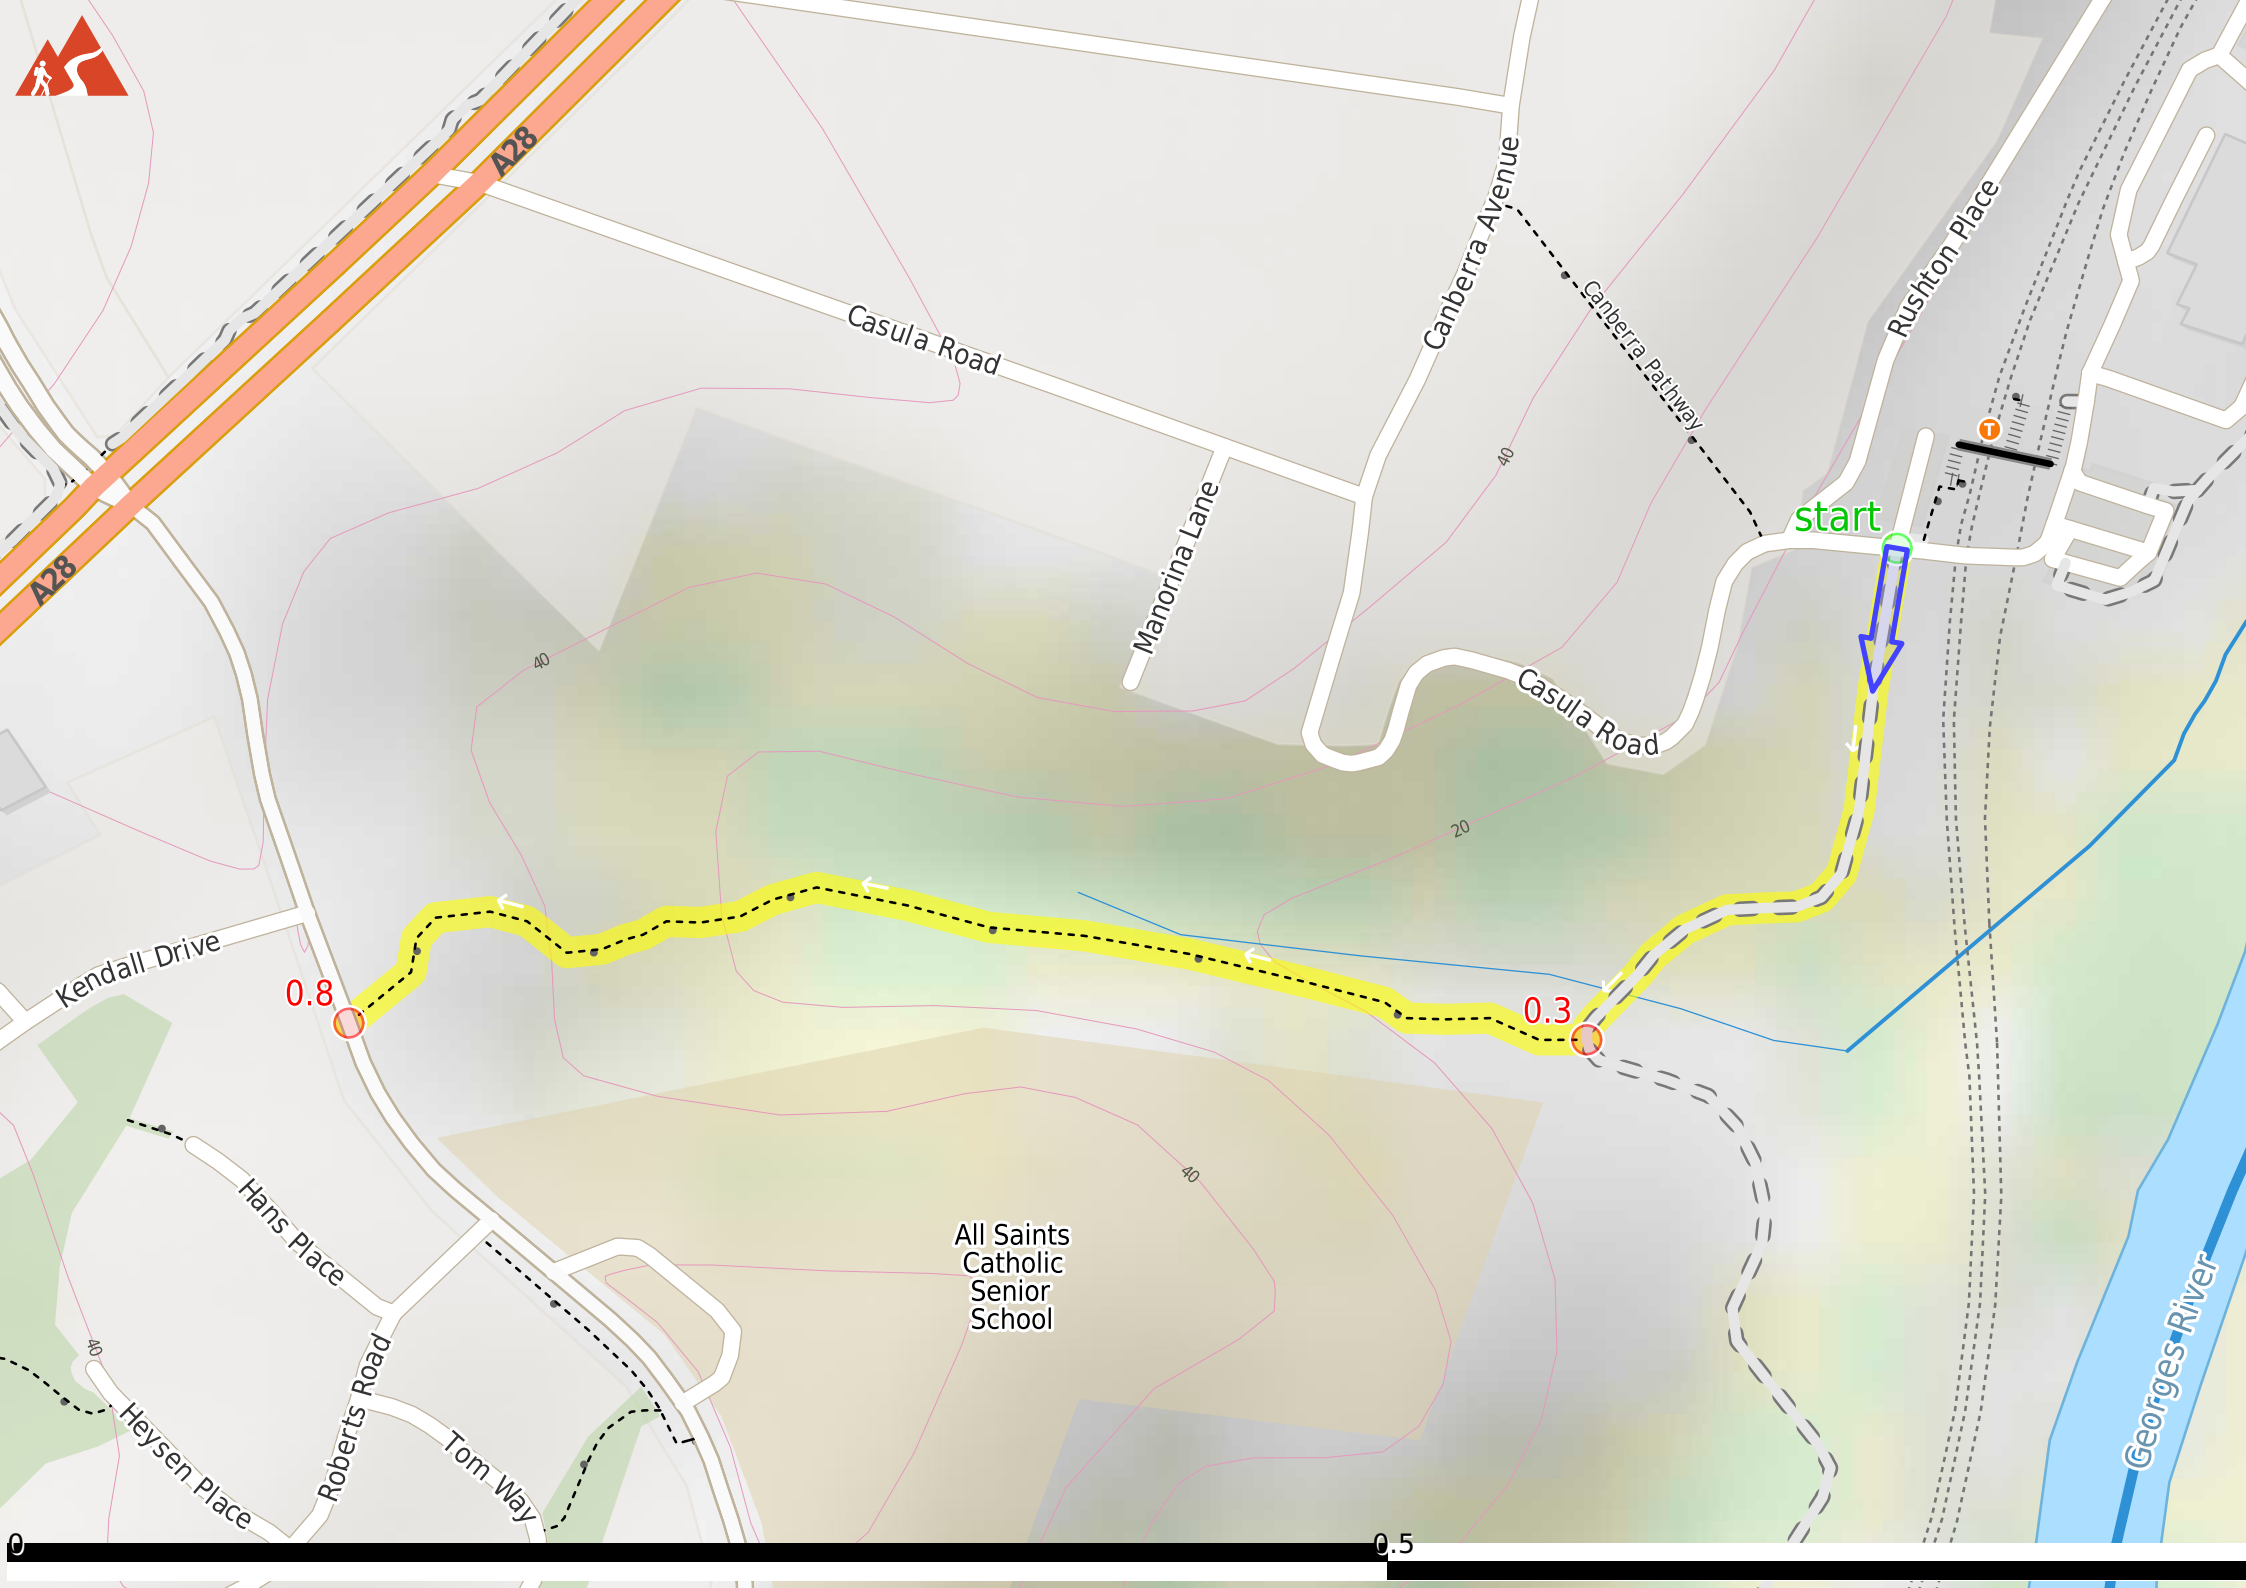 A28
Canberra Avenue
Rushton Place
Casula Road
Canberra Pathway
T
40
start
Manorina Lane
A28
40
Casula Road
20
Kendall Drive
0.8
0.3
40
Hans Place
All Saints
Catholic
Senior
School
Georges River
40
Roberts Road
Heysen Place
Tom Way
0
0.5